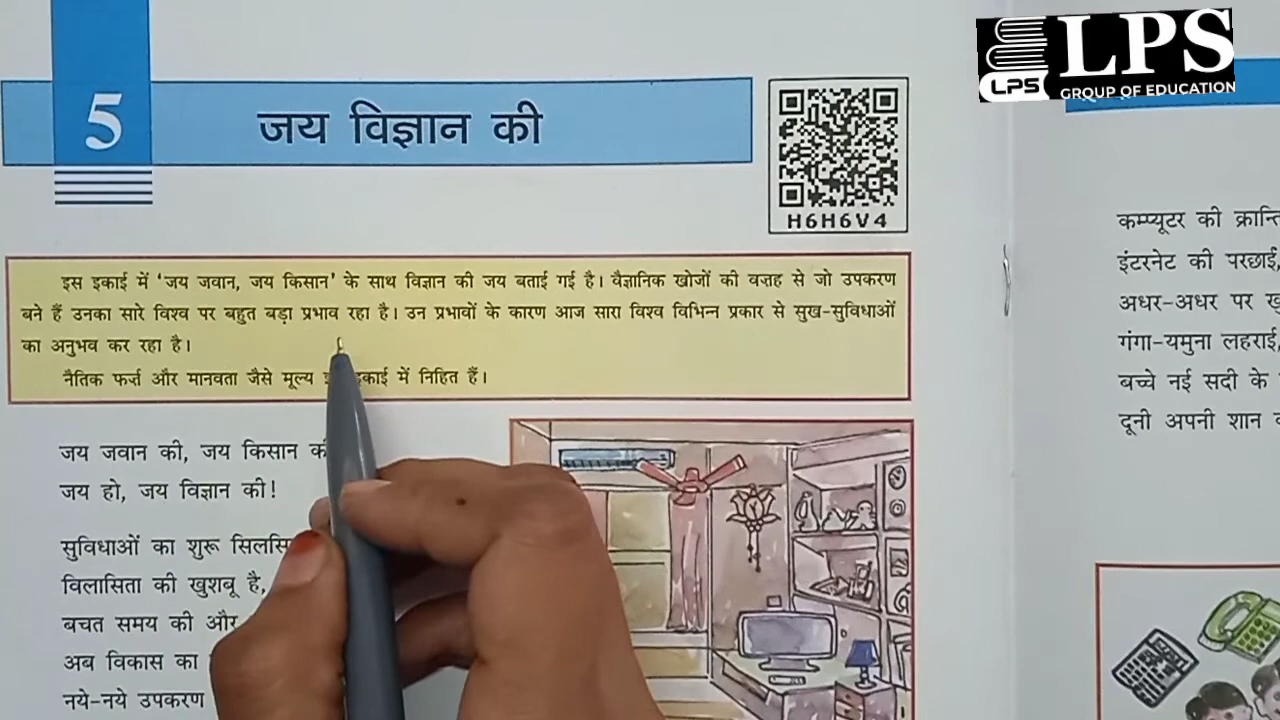 LPS
LPS
GROUP OF EDUCATION
5
जय विज्ञान की
H6H6V4
इस इकाई में 'जय जवान, जय किसान' के साथ विज्ञान की जय बताई गई है। वैज्ञानिक खोजों की वज़ह से जो उपकरण
बने हैं उनका सारे विश्व पर बहुत बड़ा प्रभाव रहा है। उन प्रभावों के कारण आज सारा विश्व विभिन्न प्रकार से सुख-सुविधाओं
का अनुभव कर रहा है।
नैतिक फर्ज़ और मानवता जैसे मूल्य इकाई में निहित हैं।
जय जवान की, जय किसान
जय हो, जय विज्ञान की!
सुविधाओं का शुरू
विलासिता की खुशबू है,
बचत समय की और
अब विकास का
नये-नये उपकरण
कम्प्यूटर की
इंटरनेट की परछाई,
अधर-अधर पर
गंगा-यमुना लहराई,
बच्चे नई सदी के
दूनी अपनी शान